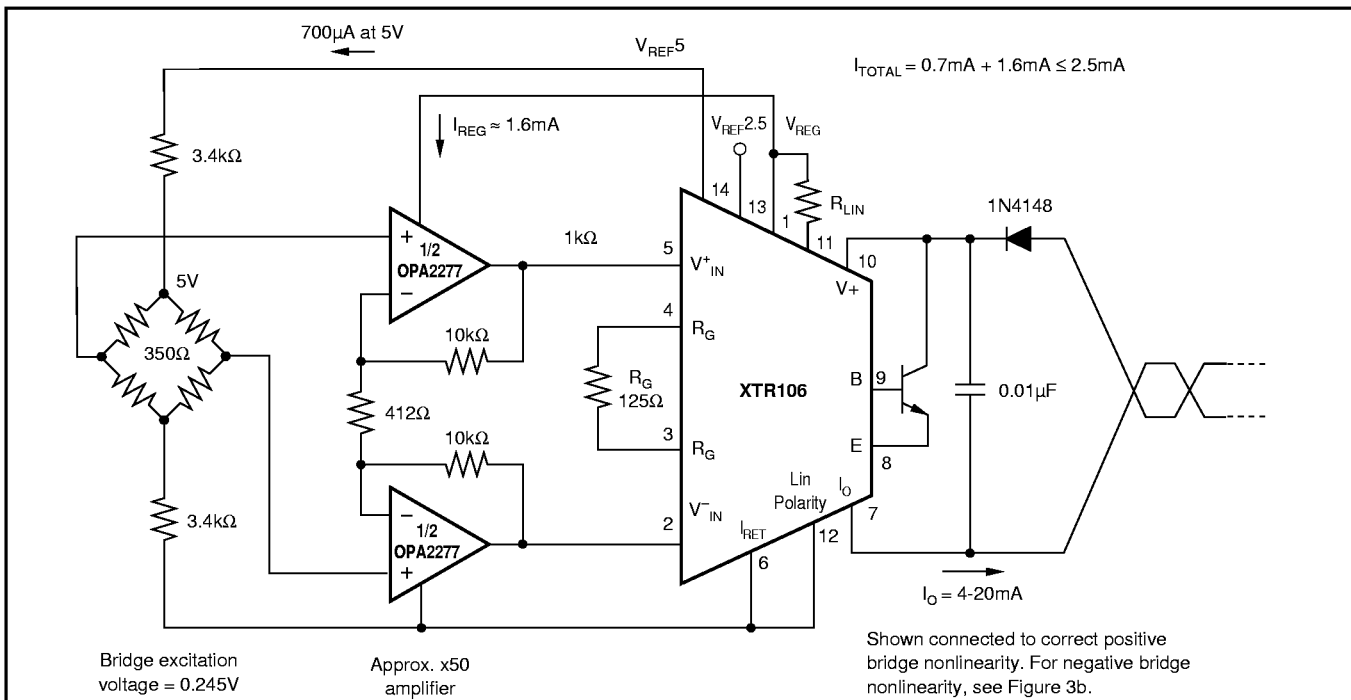 700µA at 5V
V_REF5
I_TOTAL = 0.7mA + 1.6mA ≤ 2.5mA
I_REG ≈ 1.6mA
V_REF2.5
V_REG
3.4kΩ
14
13
1
R_LIN
11
10
1N4148
+
1/2
OPA2277
−
1kΩ
5
V+IN
V+
5V
350Ω
4
R_G
10kΩ
R_G
125Ω
XTR106
B
9
0.01µF
412Ω
10kΩ
3
R_G
E
8
Lin
Polarity
I_O
7
3.4kΩ
−
1/2
OPA2277
+
2
V−IN
I_RET
12
6
I_O = 4-20mA
Bridge excitation
voltage = 0.245V
Approx. x50
amplifier
Shown connected to correct positive
bridge nonlinearity. For negative bridge
nonlinearity, see Figure 3b.